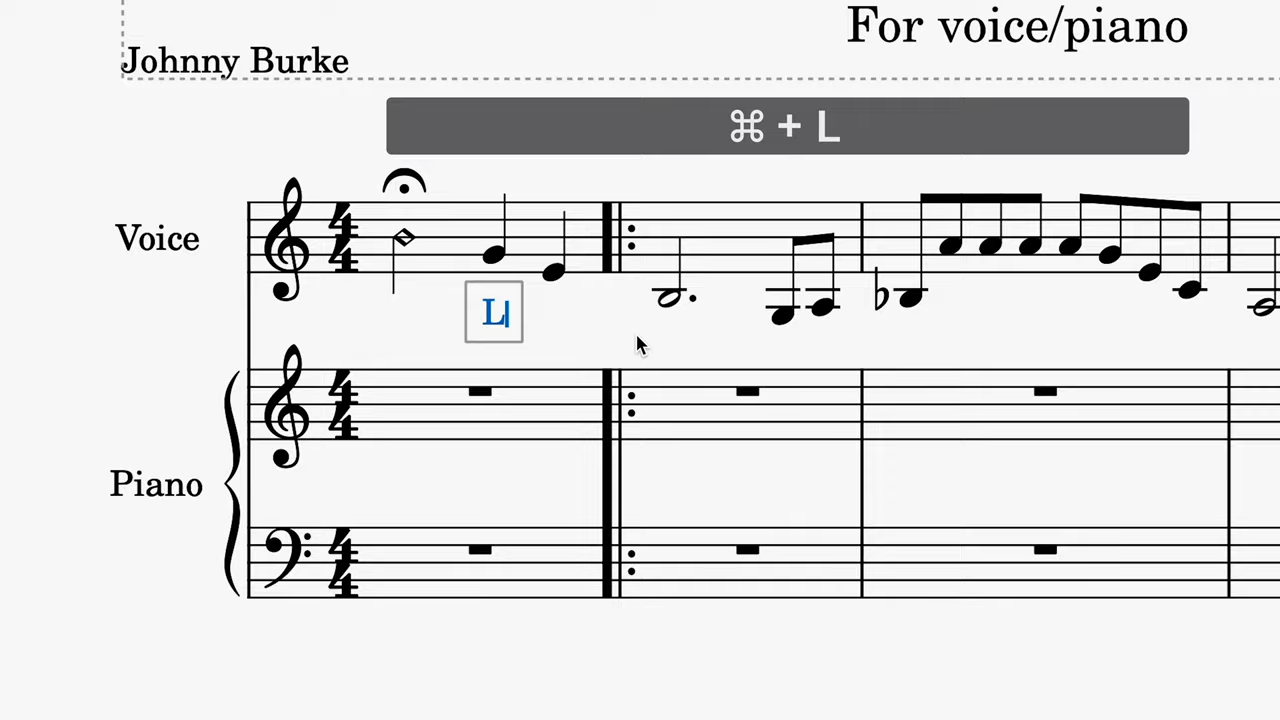 For voice/piano
Johnny Burke
⌘ + L
Voice
L
Piano